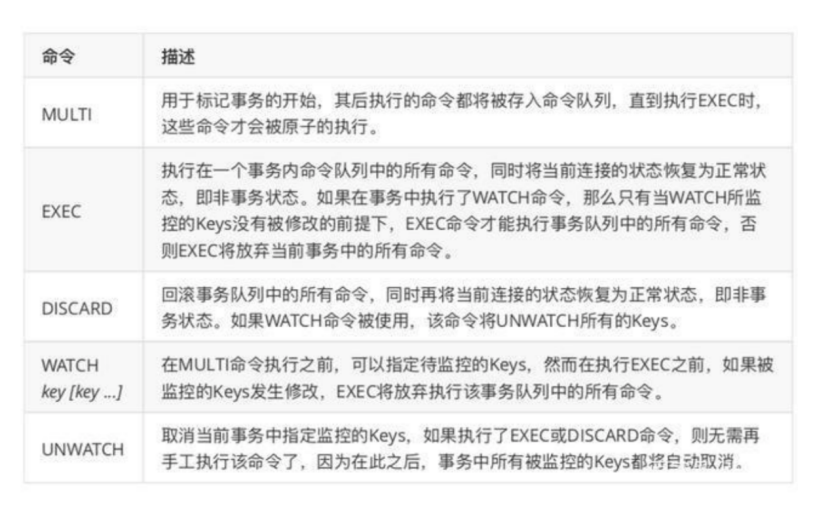 命令 描述
MULTI
用于标记事务的开始，其后执行的命令都将被存入命令队列，直到执行EXEC时，
这些命令才会被原子的执行。
EXEC
执行在一个事务内命令队列中的所有命令，同时将当前连接的状态恢复为正常状
态，即非事务状态。如果在事务中执行了WATCH命令，那么只有当WATCH所监
控的Keys没有被修改的前提下，EXEC命令才能执行事务队列中的所有命令，否
则EXEC将放弃当前事务中的所有命令。
DISCARD
回滚事务队列中的所有命令，同时再将当前连接的状态恢复为正常状态，即非事
务状态。如果WATCH命令被使用，该命令将UNWATCH所有的Keys。
WATCH
key [key ...]
在MULTI命令执行之前，可以指定待监控的Keys，然而在执行EXEC之前，如果被
监控的Keys发生修改，EXEC将放弃执行该事务队列中的所有命令。
UNWATCH
取消当前事务中指定监控的Keys，如果执行了EXEC或DISCARD命令，则无需再
手工执行该命令了，因为在此之后，事务中所有被监控的Keys都将自动取消。